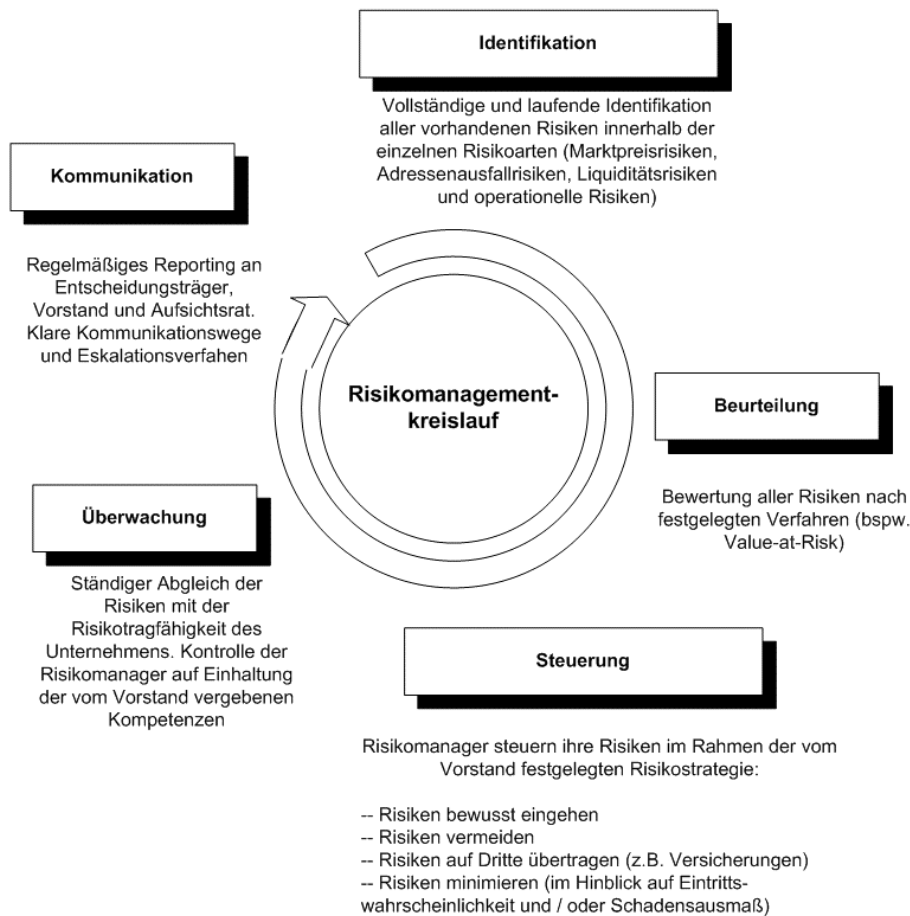 Identifikation
Vollständige und laufende Identifikation
aller vorhandenen Risiken innerhalb der
einzelnen Risikoarten (Marktpreisrisiken,
Adressenausfallrisiken, Liquiditätsrisiken
und operationelle Risiken)
Beurteilung
Bewertung aller Risiken nach
festgelegten Verfahren (bspw.
Value-at-Risk)
Steuerung
Risikomanager steuern ihre Risiken im Rahmen der vom
Vorstand festgelegten Risikostrategie:
-- Risiken bewusst eingehen
-- Risiken vermeiden
-- Risiken auf Dritte übertragen (z.B. Versicherungen)
-- Risiken minimieren (im Hinblick auf Eintritts-
wahrscheinlichkeit und / oder Schadensausmaß)
Überwachung
Ständiger Abgleich der
Risiken mit der
Risikotragfähigkeit des
Unternehmens. Kontrolle der
Risikomanager auf Einhaltung
der vom Vorstand vergebenen
Kompetenzen
Kommunikation
Regelmäßiges Reporting an
Entscheidungsträger,
Vorstand und Aufsichtsrat.
Klare Kommunikationswege
und Eskalationsverfahen
Risikomanagement-
kreislauf